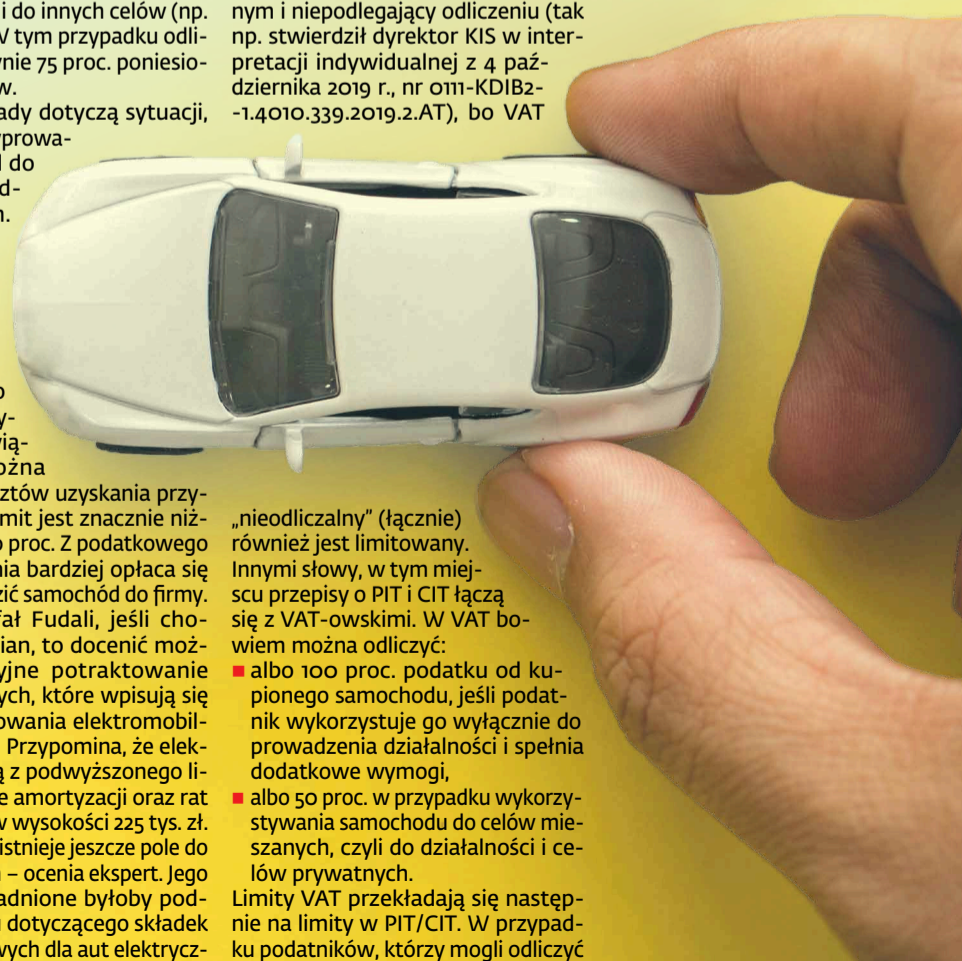 i do innych celów (np.
W tym przypadku odli-
ynie 75 proc. poniesio-
w.
ady dotyczą sytuacji,
yprowa-
do
d-
n.
y-
ią-
ożna
ztów uzyskania przy-
mit jest znacznie niż-
proc. Z podatkowego
nia bardziej opłaca się
zić samochód do firmy.
fał Fudali, jeśli cho-
ian, to docenić moż-
yjne potraktowanie
ych, które wpisują się
owania elektromobil-
Przypomina, że elek-
ą z podwyższonego li-
e amortyzacji oraz rat
w wysokości 225 tys. zł.
istnieje jeszcze pole do
– ocenia ekspert. Jego
adnione byłoby pod-
dotyczącego składek
wych dla aut elektrycz-
nym i niepodlegający odliczeniu (tak
np. stwierdził dyrektor KIS w inter-
pretacji indywidualnej z 4 paź-
dziernika 2019 r., nr 0111-KDIB2-
-1.4010.339.2019.2.AT), bo VAT
„nieodliczalny” (łącznie)
również jest limitowany.
Innymi słowy, w tym miej-
scu przepisy o PIT i CIT łączą
się z VAT-owskimi. W VAT bo-
wiem można odliczyć:
■ albo 100 proc. podatku od ku-
pionego samochodu, jeśli podat-
nik wykorzystuje go wyłącznie do
prowadzenia działalności i spełnia
dodatkowe wymogi,
■ albo 50 proc. w przypadku wykorzy-
stywania samochodu do celów mie-
szanych, czyli do działalności i ce-
lów prywatnych.
Limity VAT przekładają się następ-
nie na limity w PIT/CIT. W przypad-
ku podatników, którzy mogli odliczyć